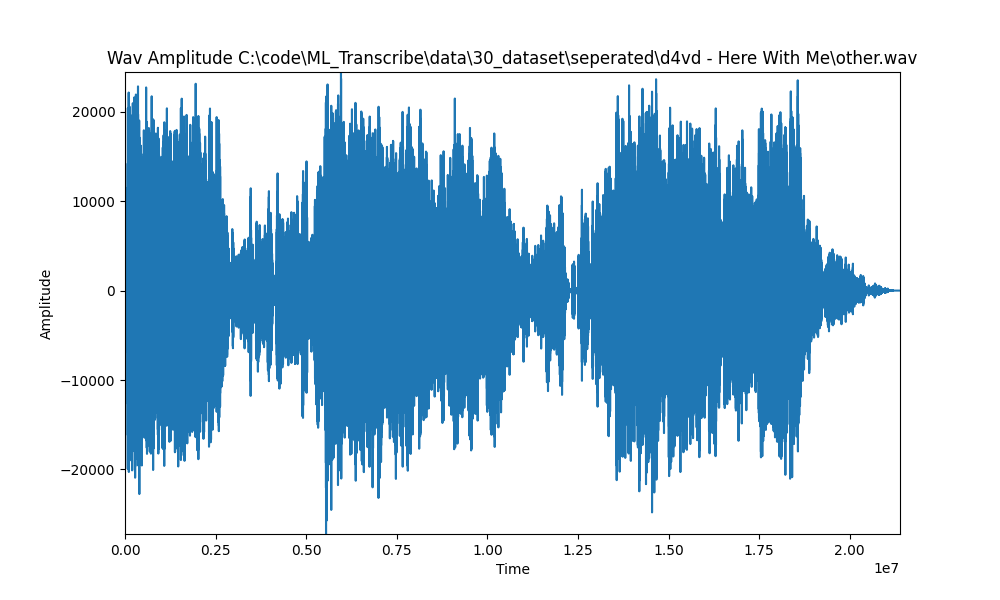 Wav Amplitude C:\code\ML_Transcribe\data\30_dataset\seperated\d4vd - Here With Me\other.wav
20000
10000
0
−10000
−20000
Amplitude
0.00 0.25 0.50 0.75 1.00 1.25 1.50 1.75 2.00
1e7
Time